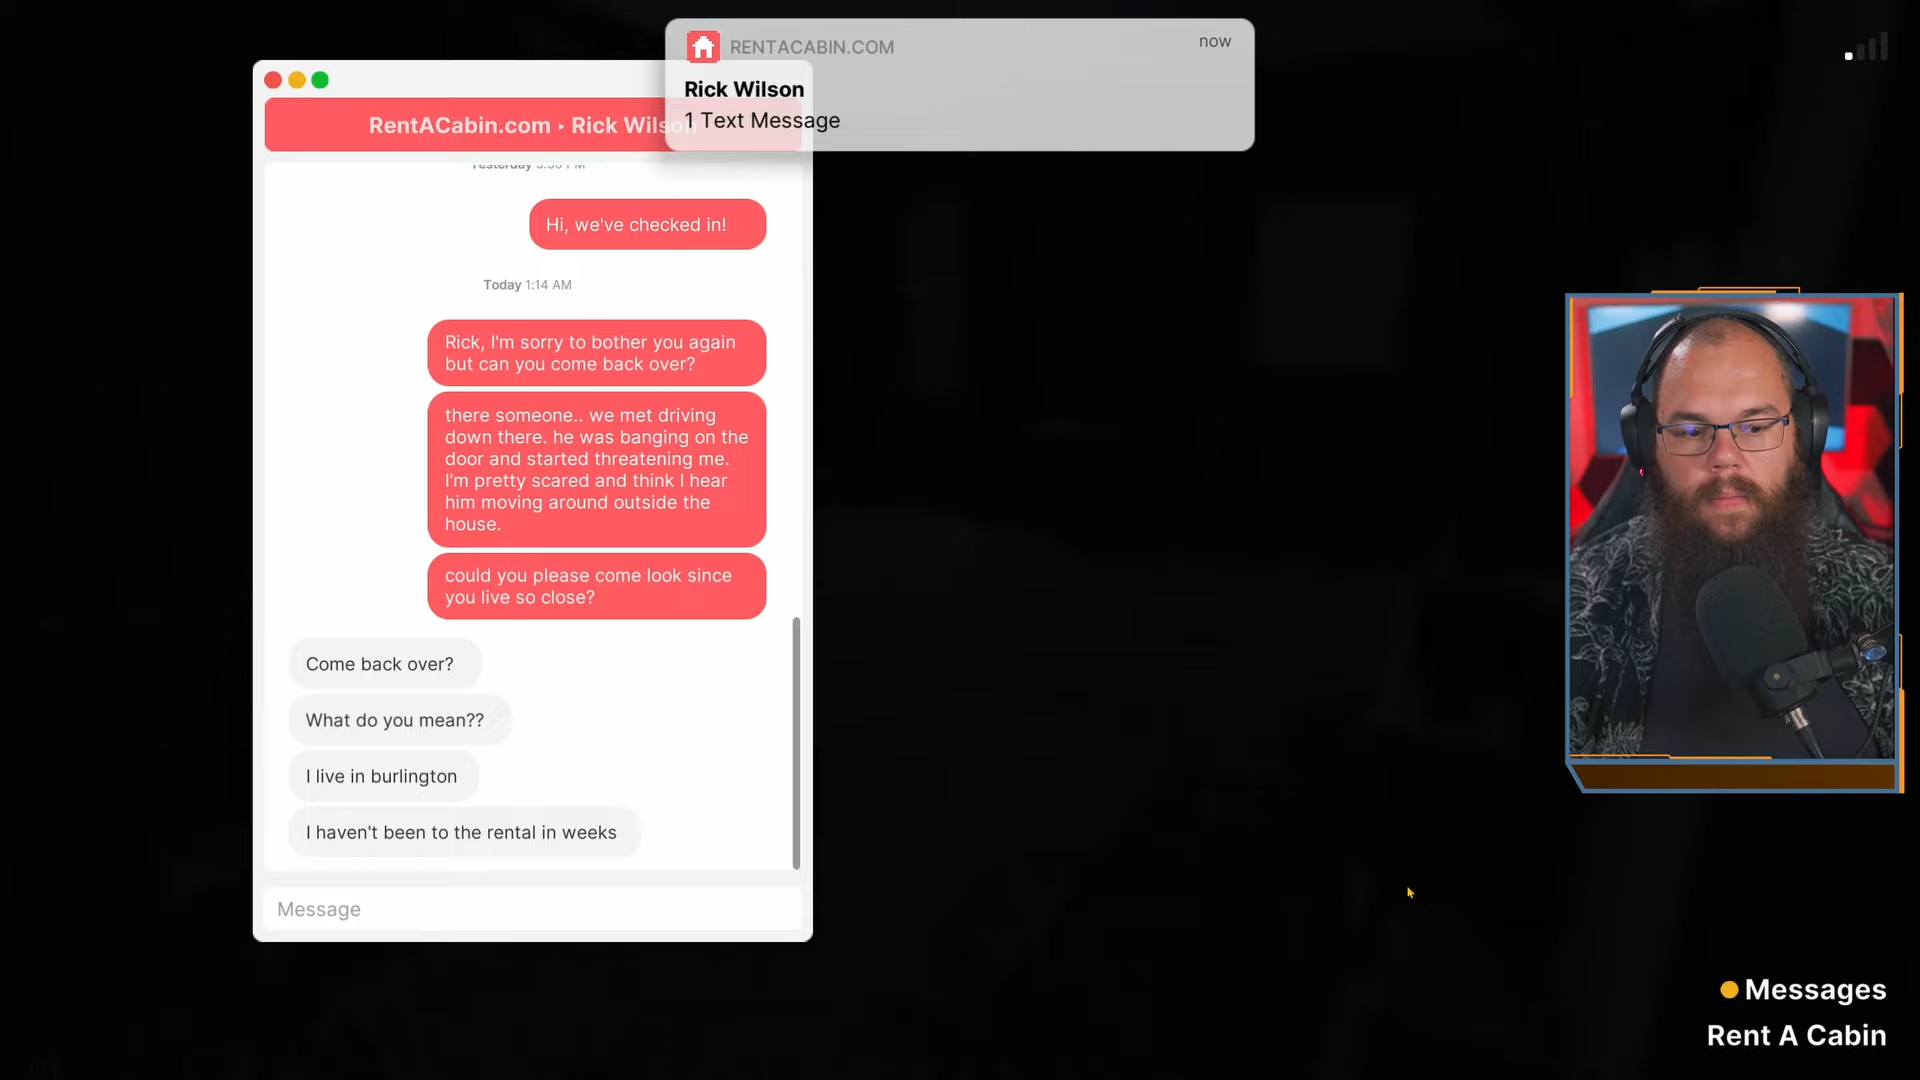 RENTACABIN.COM
now
Rick Wilson
1 Text Message
RentACabin.com ▸ Rick Wilson
Yesterday
Hi, we've checked in!
Today 1:14 AM
Rick, I'm sorry to bother you again
but can you come back over?
there someone.. we met driving
down there. he was banging on the
door and started threatening me.
I'm pretty scared and think I hear
him moving around outside the
house.
could you please come look since
you live so close?
Come back over?
What do you mean??
I live in burlington
I haven't been to the rental in weeks
Message
Messages
Rent A Cabin